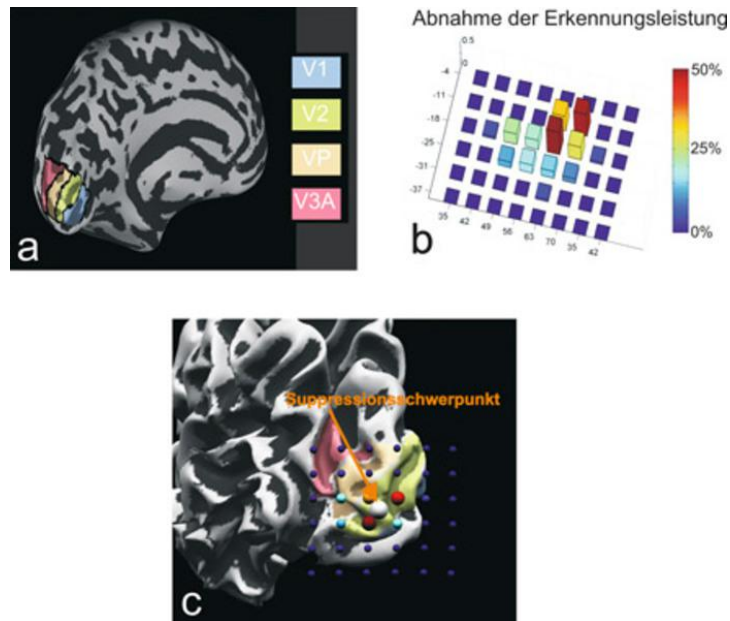 V1
V2
VP
V3A
a
Abnahme der Erkennungsleistung
0.5
0
-4
-11
-18
-25
-31
-37
35
42
49
56
63
70
35
42
50%
25%
0%
b
Suppressionsschwerpunkt
c